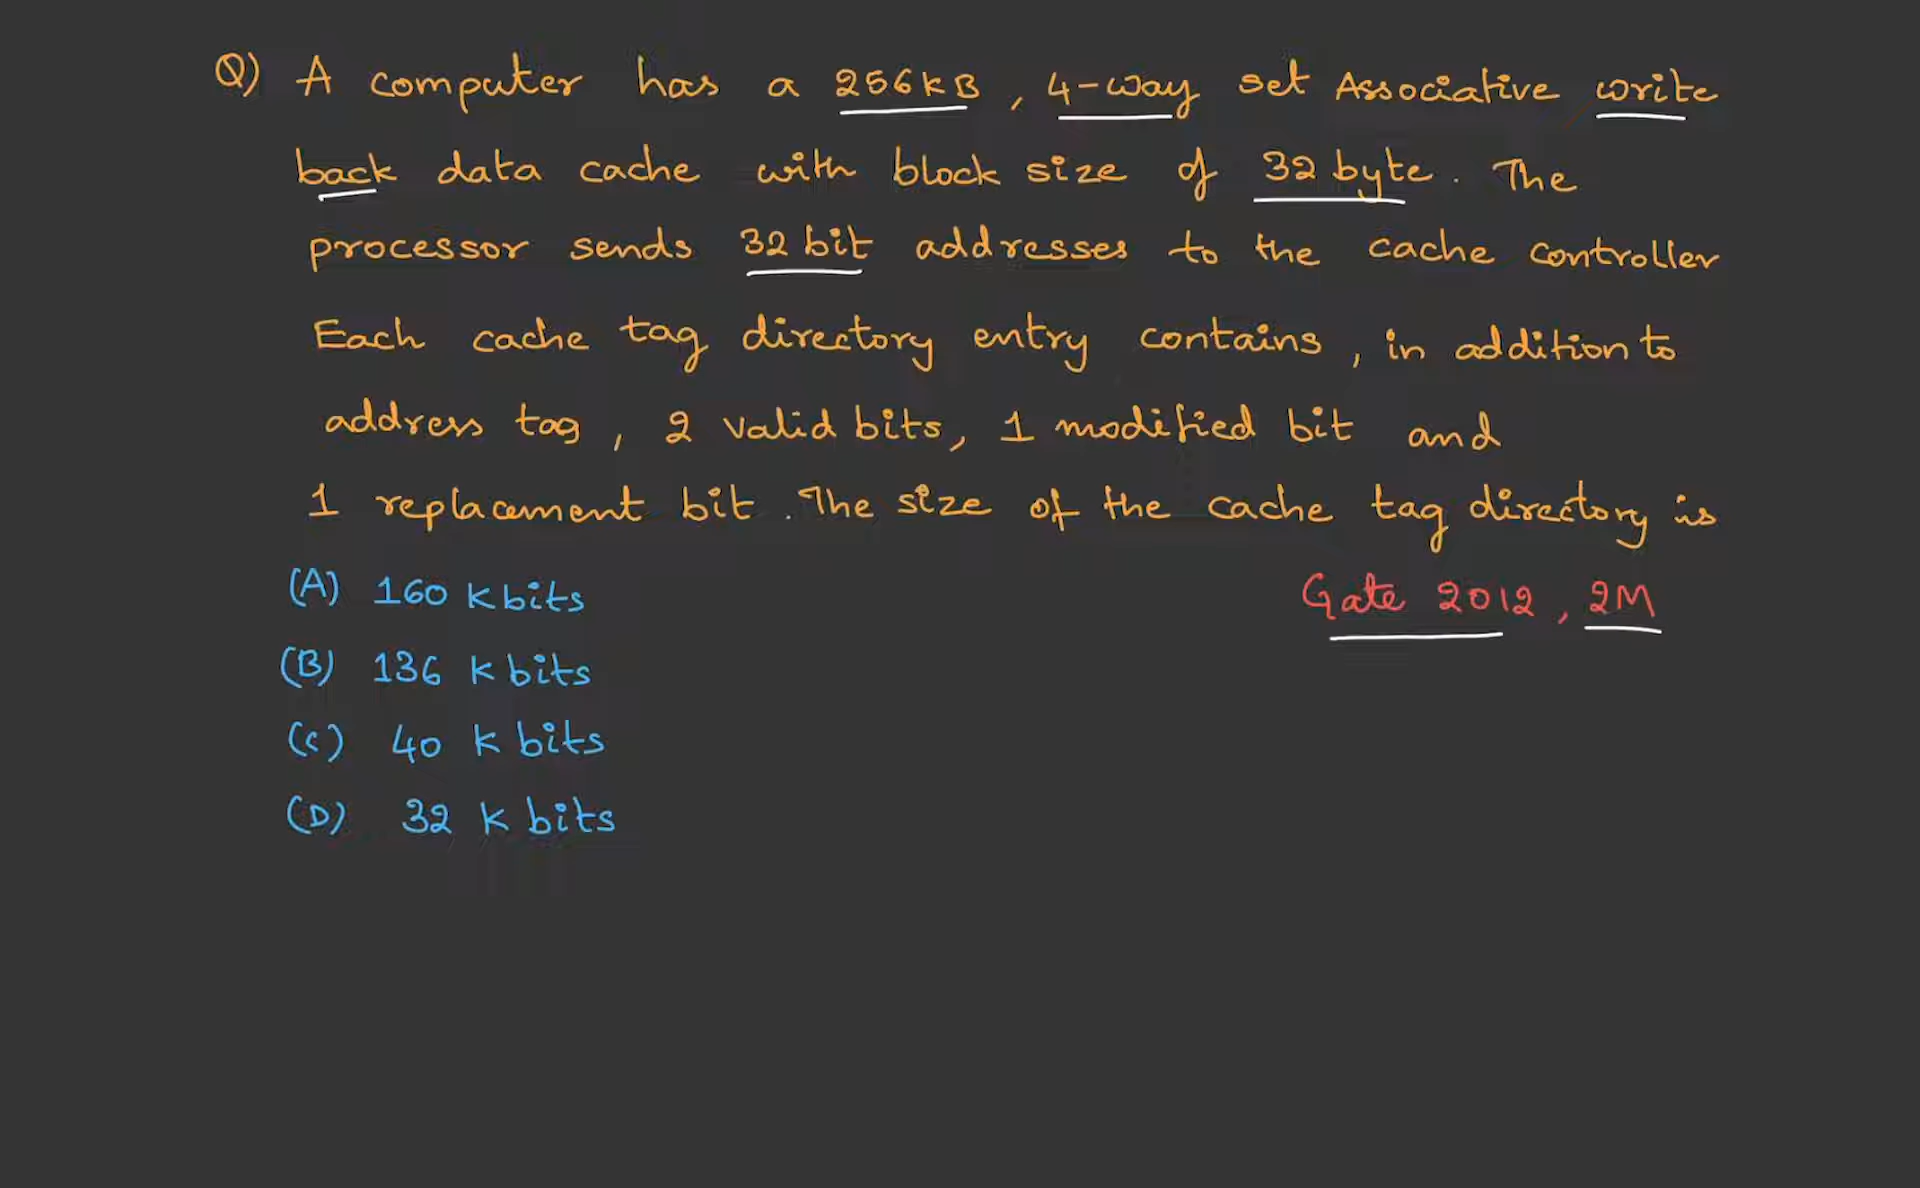 Q) A computer has a 256kB, 4-way set Associative write
back data cache with block size of 32 byte. The
processor sends 32 bit addresses to the cache controller
Each cache tag directory entry contains, in addition to
address tag, 2 valid bits, 1 modified bit and
1 replacement bit. The size of the cache tag directory is
(A) 160 k bits
Gate 2012, 2M
(B) 136 k bits
(C) 40 k bits
(D) 32 k bits